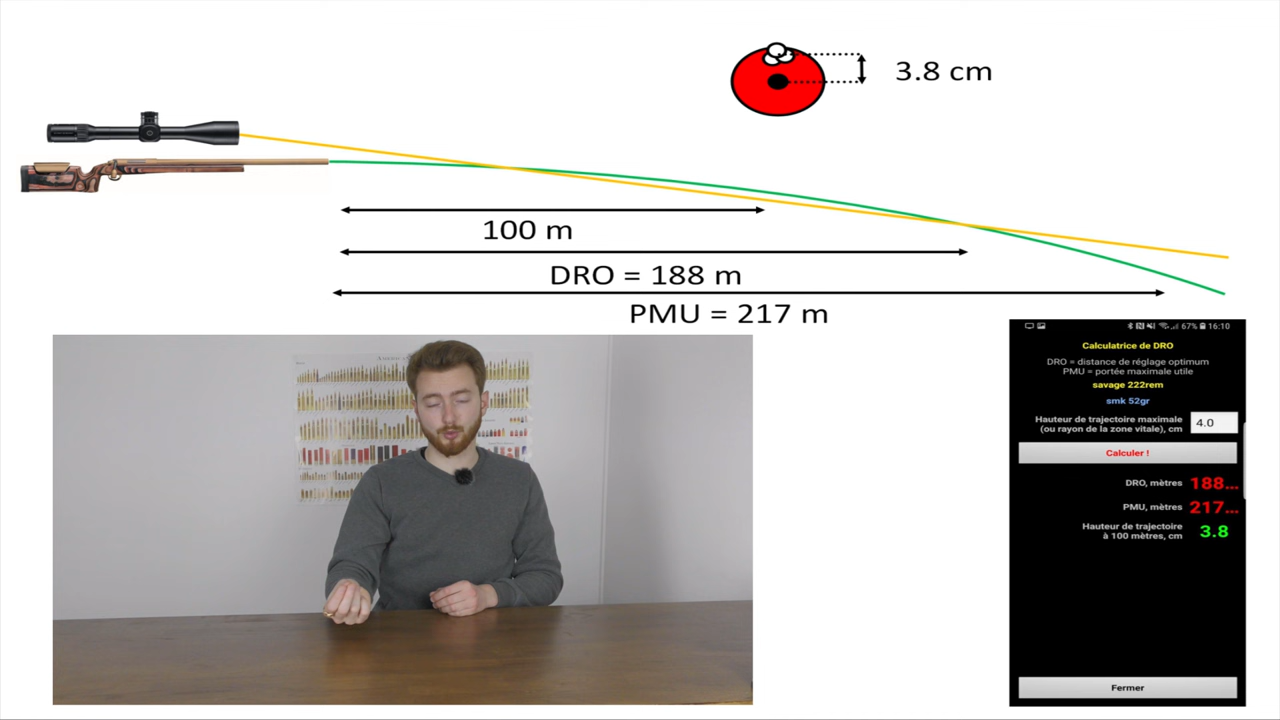 3.8 cm
100 m
DRO = 188 m
PMU = 217 m
67% 16:10
Calculatrice de DRO
DRO = distance de réglage optimum
PMU = portée maximale utile
savage 222rem
smk 52gr
Hauteur de trajectoire maximale
(ou rayon de la zone vitale), cm
4.0
Calculer !
DRO, mètres 188...
PMU, mètres 217...
Hauteur de trajectoire
à 100 mètres, cm
3.8
Fermer